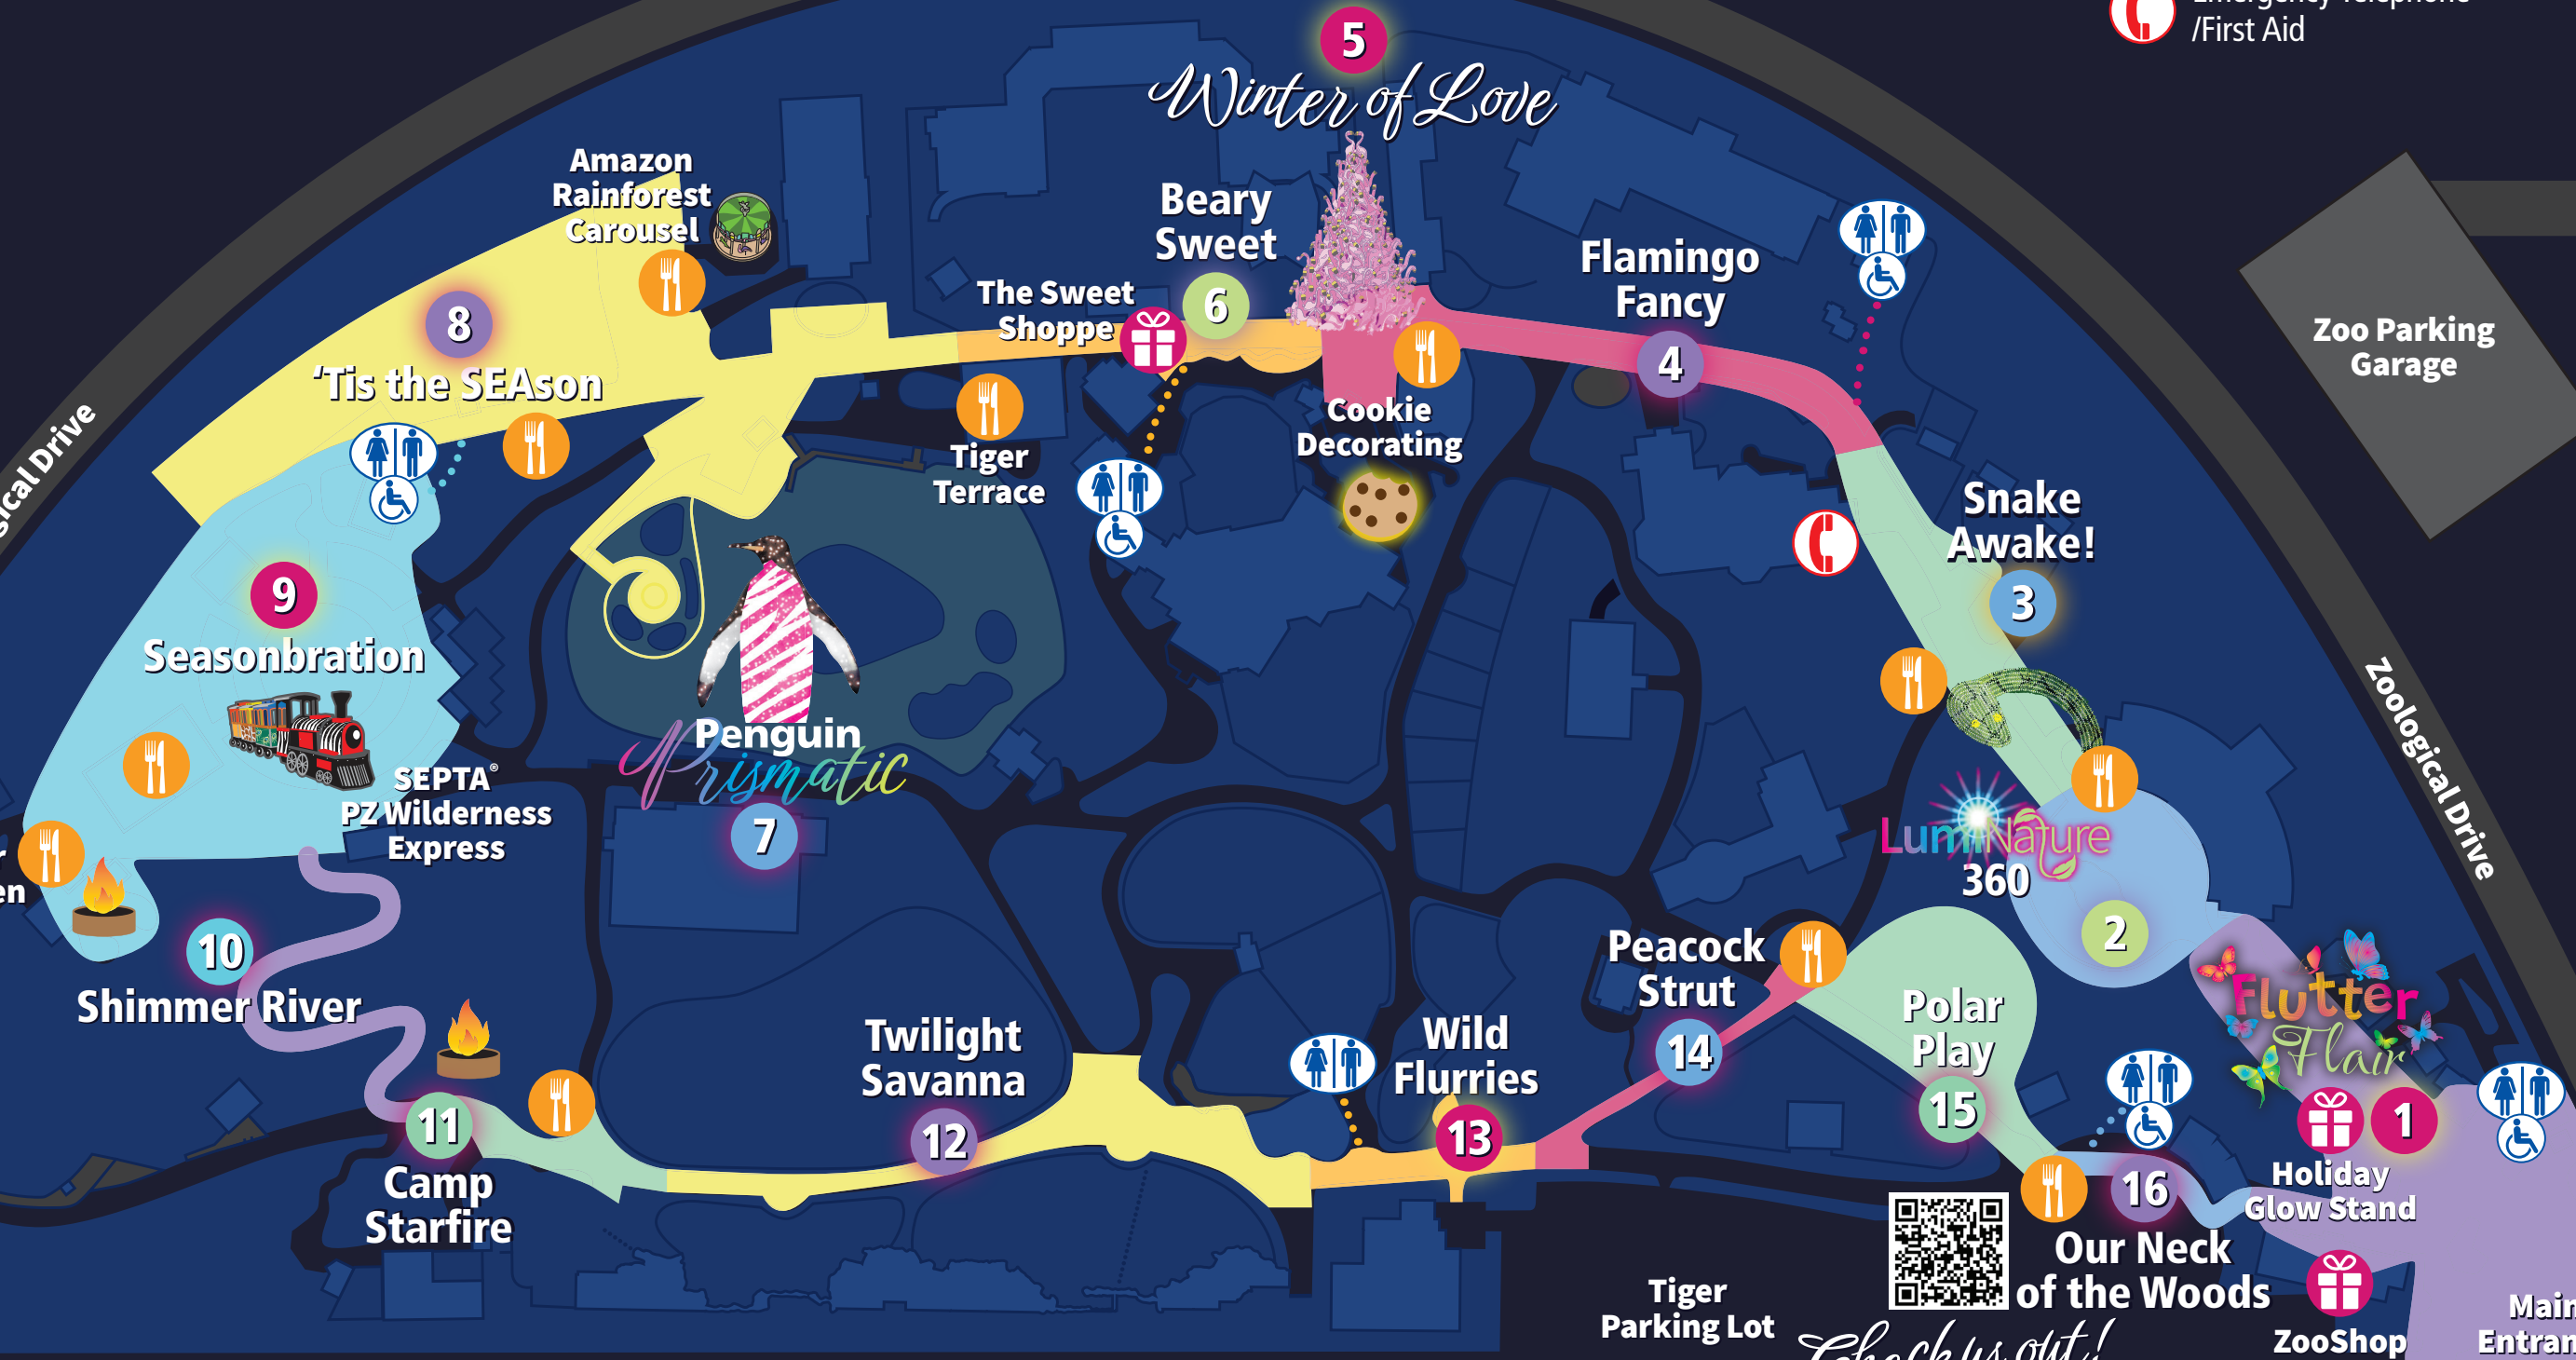 /First Aid
5
Winter of Love
Amazon
Rainforest
Carousel
Beary
Sweet
6
The Sweet
Shoppe
Flamingo
Fancy
4
Zoo Parking
Garage
8
'Tis the SEAson
Tiger
Terrace
Cookie
Decorating
Snake
Awake!
3
9
Seasonbration
SEPTA®
PZ Wilderness
Express
Penguin
Prismatic
7
Zoological Drive
LumiNature
360
2
10
Shimmer River
Peacock
Strut
14
Polar
Play
15
Flutter
Flair
1
Holiday
Glow Stand
11
Camp
Starfire
Twilight
Savanna
12
Wild
Flurries
13
16
Our Neck
of the Woods
Tiger
Parking Lot
Check us out!
ZooShop
Main